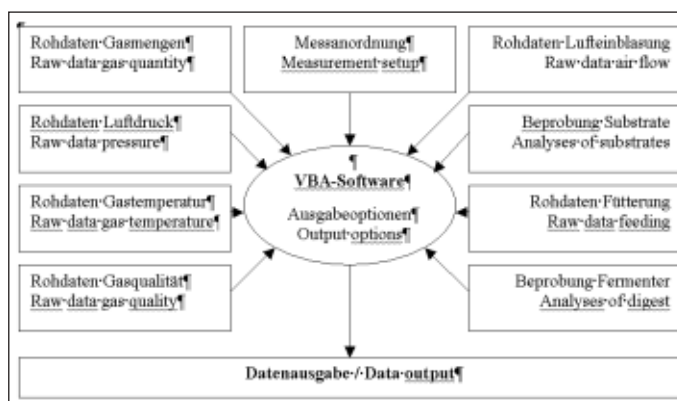 ¶
Rohdaten·Gasmengen¶
Raw·data·gas·quantity¶
Messanordnung¶
Measurement·setup¶
Rohdaten·Lufteinblasung
Raw·data·air·flow
Rohdaten·Luftdruck¶
Raw·data·pressure¶
Beprobung·Substrate
Analyses·of·substrates
¶
VBA-Software¶
Ausgabeoptionen¶
Output·options¶
Rohdaten·Gastemperatur¶
Raw·data·gas·temperature¶
Rohdaten·Fütterung
Raw·data·feeding
Rohdaten·Gasqualität¶
Raw·data·gas·quality¶
Beprobung·Fermenter
Analyses·of·digest
Datenausgabe·/·Data·output¶